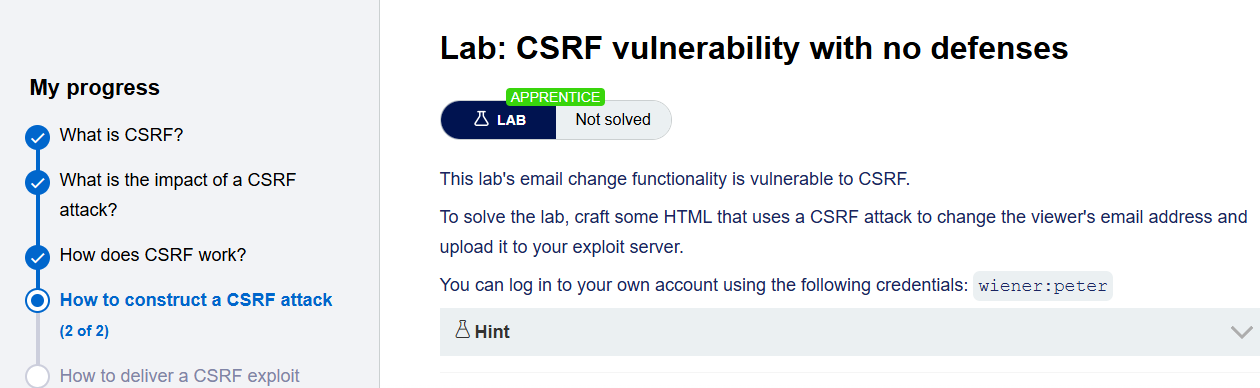 My progress
What is CSRF?
What is the impact of a CSRF
attack?
How does CSRF work?
How to construct a CSRF attack
(2 of 2)
How to deliver a CSRF exploit
Lab: CSRF vulnerability with no defenses
APPRENTICE
LAB Not solved
This lab's email change functionality is vulnerable to CSRF.
To solve the lab, craft some HTML that uses a CSRF attack to change the viewer's email address and
upload it to your exploit server.
You can log in to your own account using the following credentials: wiener:peter
Hint